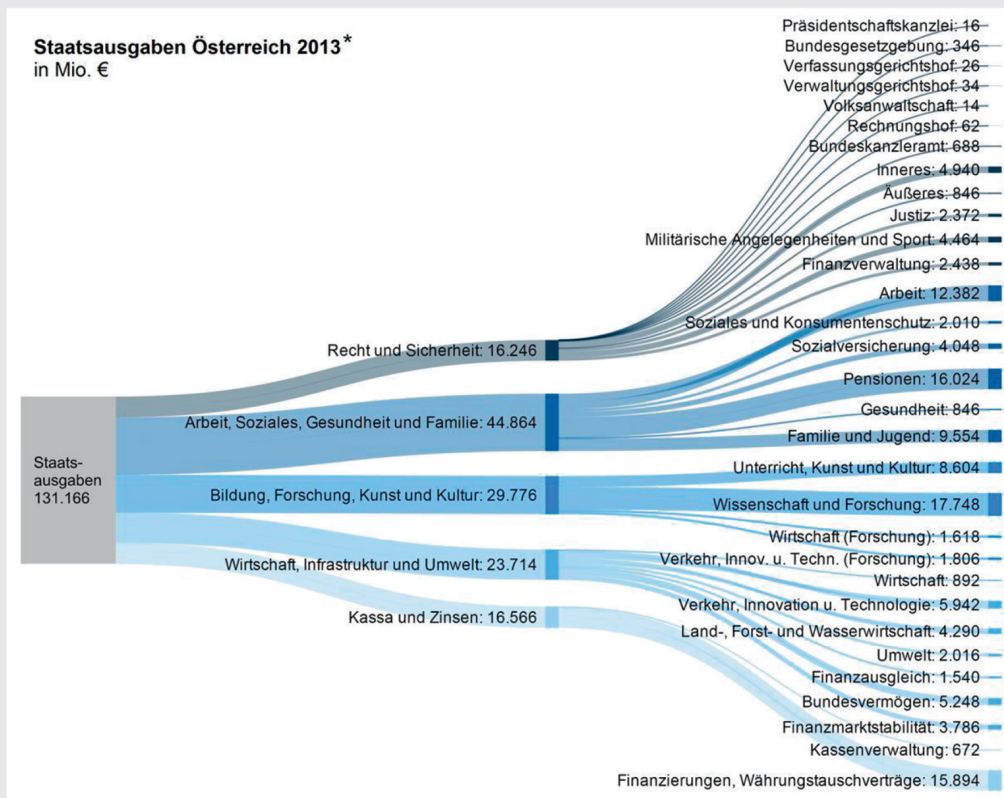 Staatsausgaben Österreich 2013*
in Mio. €
Präsidentschaftskanzlei: 16
Bundesgesetzgebung: 346
Verfassungsgerichtshof: 26
Verwaltungsgerichtshof: 34
Volksanwaltschaft: 14
Rechnungshof: 62
Bundeskanzleramt: 688
Inneres: 4.940
Äußeres: 846
Justiz: 2.372
Militärische Angelegenheiten und Sport: 4.464
Finanzverwaltung: 2.438
Arbeit: 12.382
Soziales und Konsumentenschutz: 2.010
Sozialversicherung: 4.048
Pensionen: 16.024
Gesundheit: 846
Familie und Jugend: 9.554
Unterricht, Kunst und Kultur: 8.604
Wissenschaft und Forschung: 17.748
Wirtschaft (Forschung): 1.618
Verkehr, Innov. u. Techn. (Forschung): 1.806
Wirtschaft: 892
Verkehr, Innovation u. Technologie: 5.942
Land-, Forst- und Wasserwirtschaft: 4.290
Umwelt: 2.016
Finanzausgleich: 1.540
Bundesvermögen: 5.248
Finanzmarktstabilität: 3.786
Kassenverwaltung: 672
Finanzierungen, Währungstauschverträge: 15.894
Recht und Sicherheit: 16.246
Arbeit, Soziales, Gesundheit und Familie: 44.864
Bildung, Forschung, Kunst und Kultur: 29.776
Wirtschaft, Infrastruktur und Umwelt: 23.714
Kassa und Zinsen: 16.566
Staats-
ausgaben
131.166